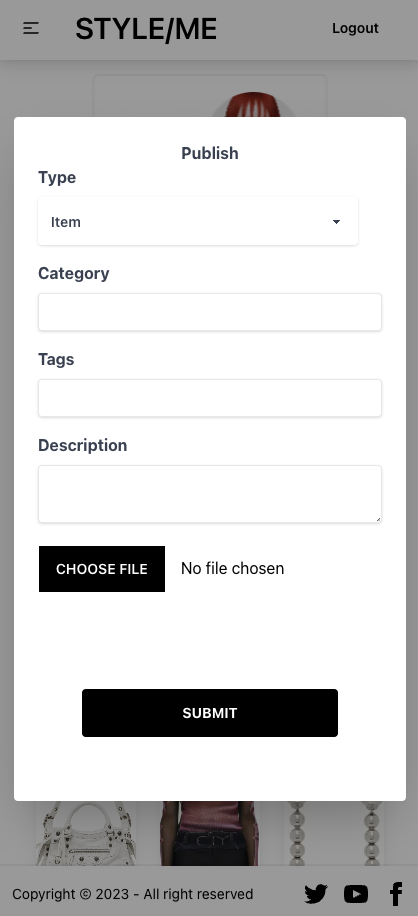 STYLE/ME
Logout
Publish
Type
Item
Category
Tags
Description
CHOOSE FILE No file chosen
SUBMIT
Copyright © 2023 - All right reserved